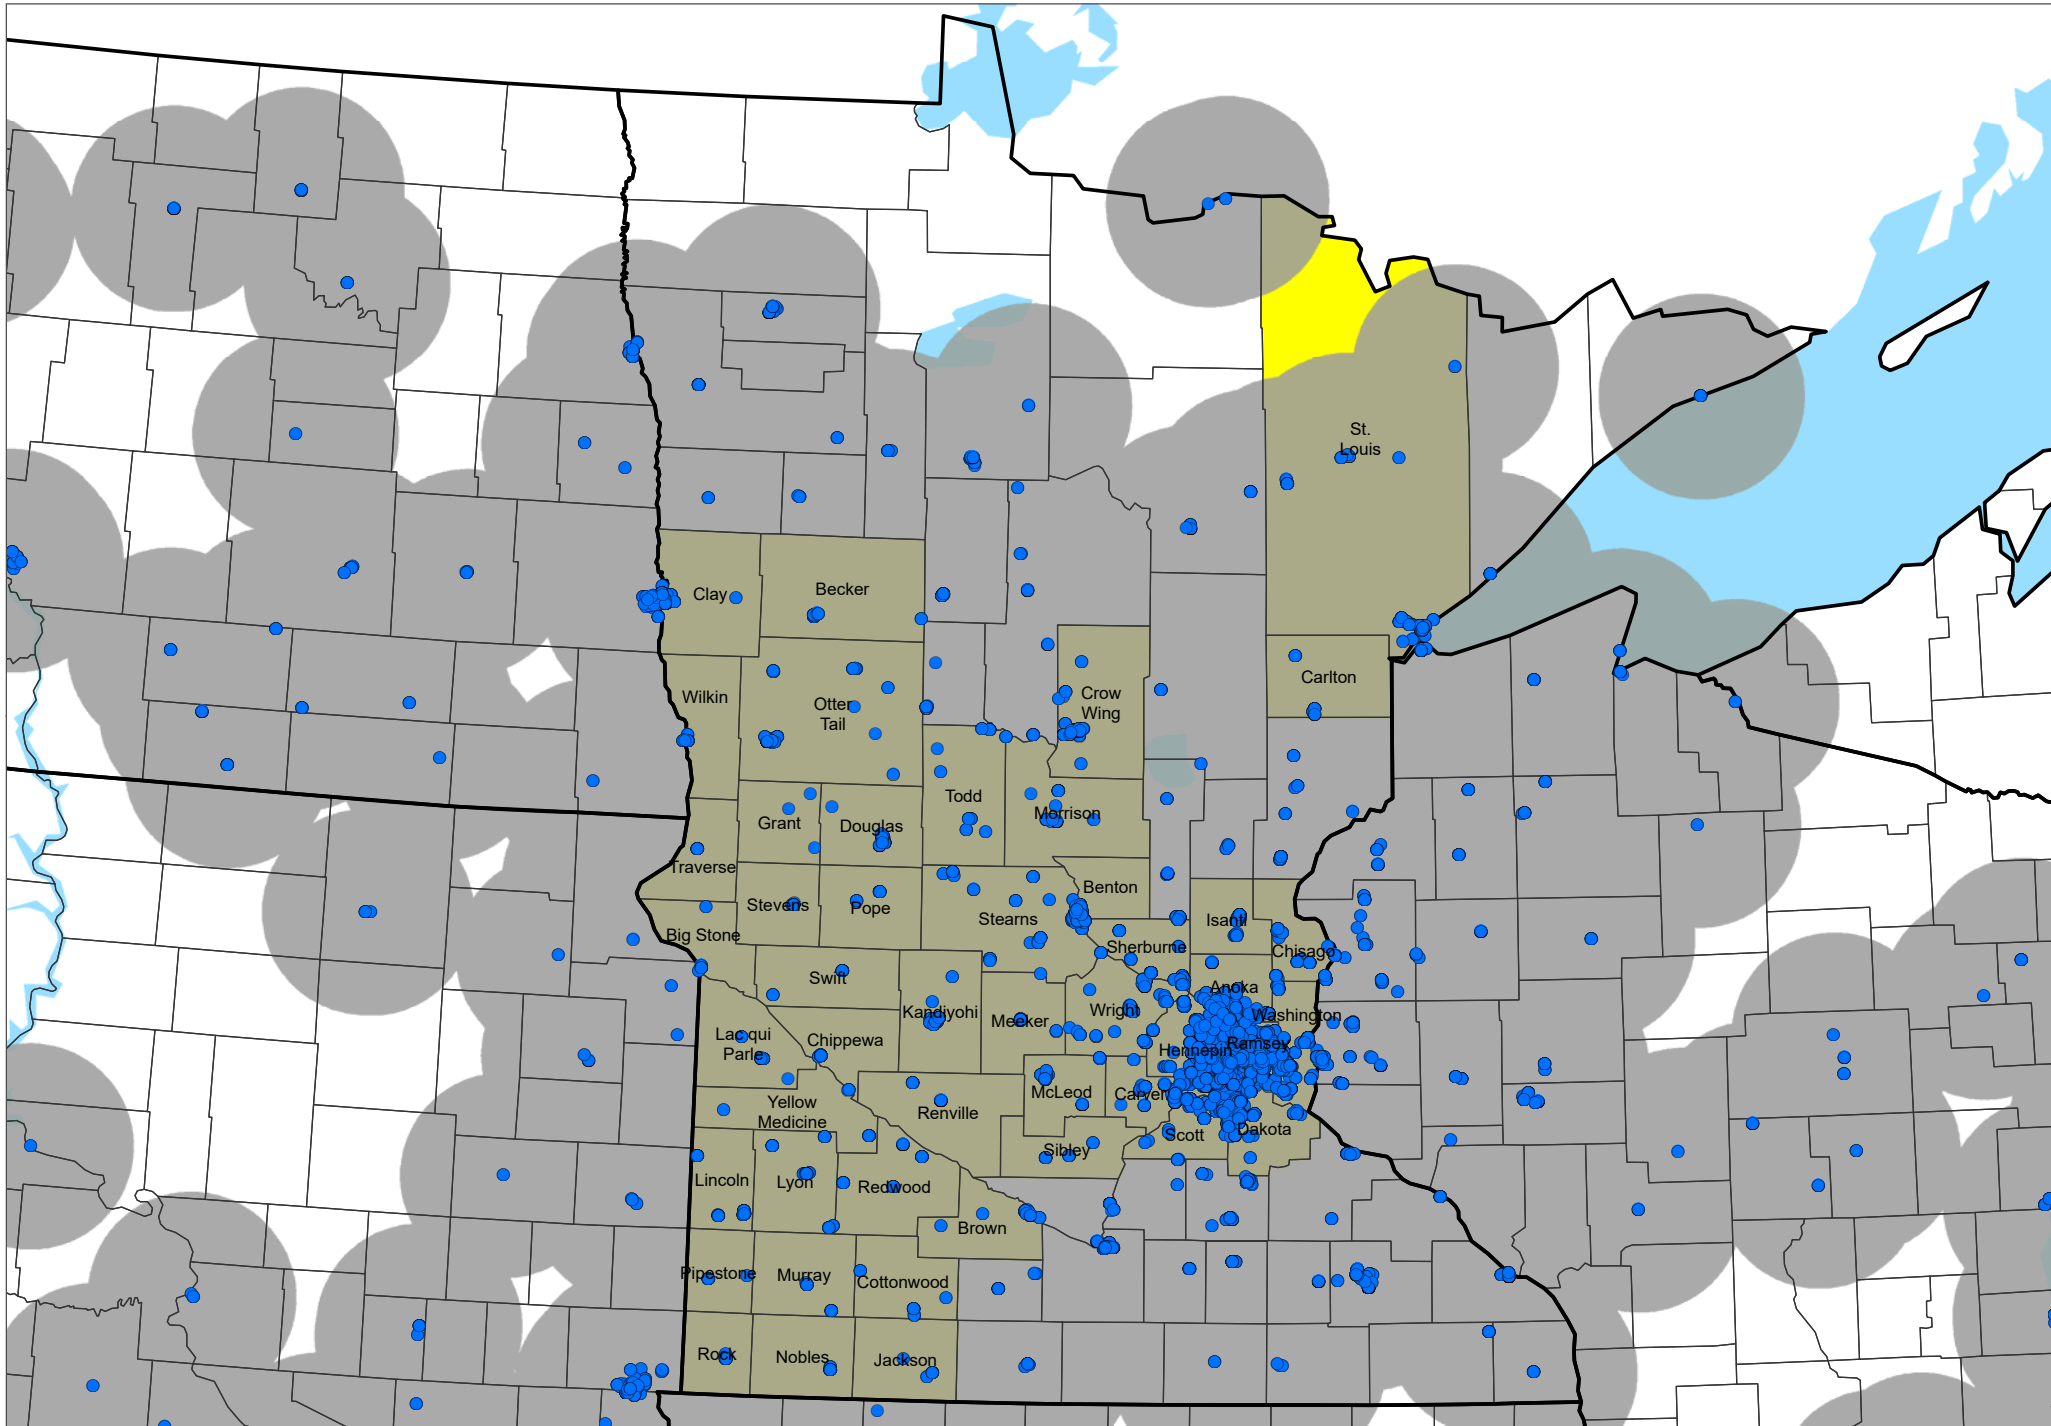 St.
Louis
Clay
Becker
Wilkin
Otter
Tail
Crow
Wing
Carlton
Grant
Douglas
Todd
Morrison
Traverse
Stevens
Pope
Stearns
Benton
Isanti
Big Stone
Sherburne
Chisago
Swift
Kandiyohi
Meeker
Wright
Anoka
Washington
Lac qui
Parle
Chippewa
Hennepin
Ramsey
McLeod
Carver
Yellow
Medicine
Renville
Scott
Dakota
Sibley
Lincoln
Lyon
Redwood
Brown
Pipestone
Murray
Cottonwood
Rock
Nobles
Jackson